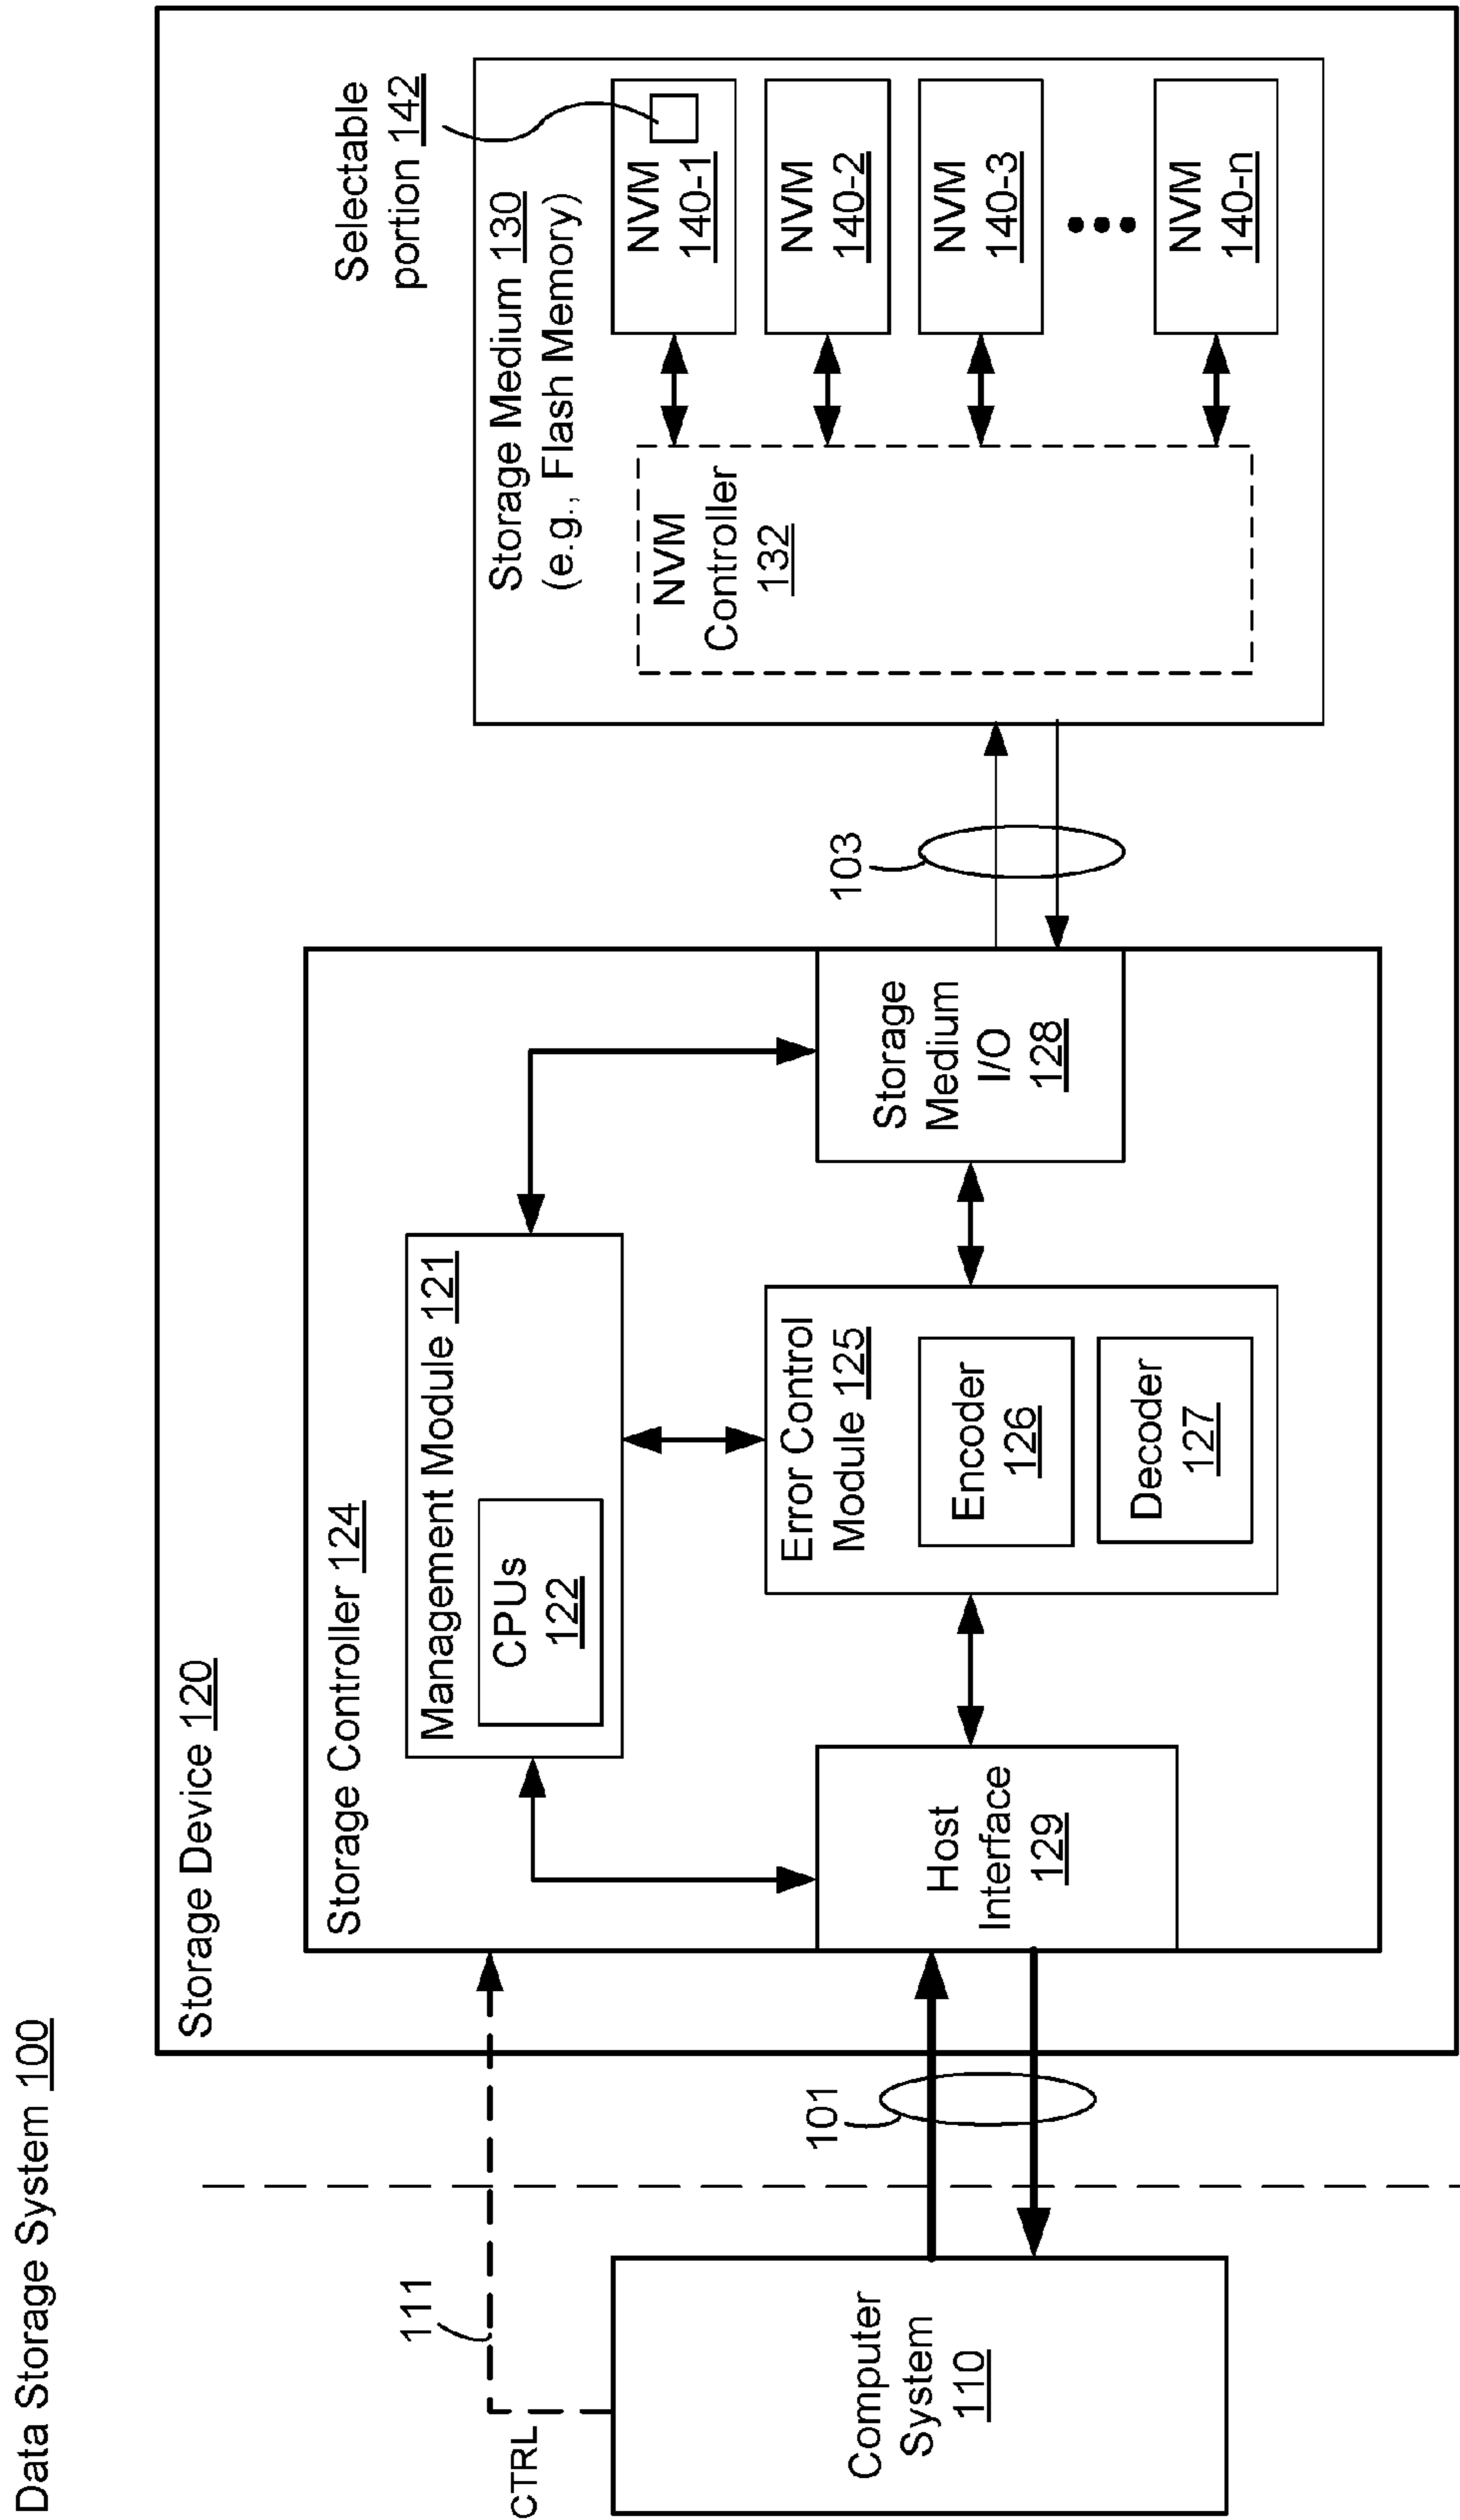 Data Storage System 100
Storage Device 120
Storage Controller 124
Management Module 121
CPUs
122
Error Control
Module 125
Encoder
126
Decoder
127
Host
Interface
129
Storage
Medium
I/O
128
Computer
System
110
CTRL
111
101
103
Selectable
portion 142
Storage Medium 130
(e.g., Flash Memory)
NVM
Controller
132
NVM
140-1
NVM
140-2
NVM
140-3
NVM
140-n